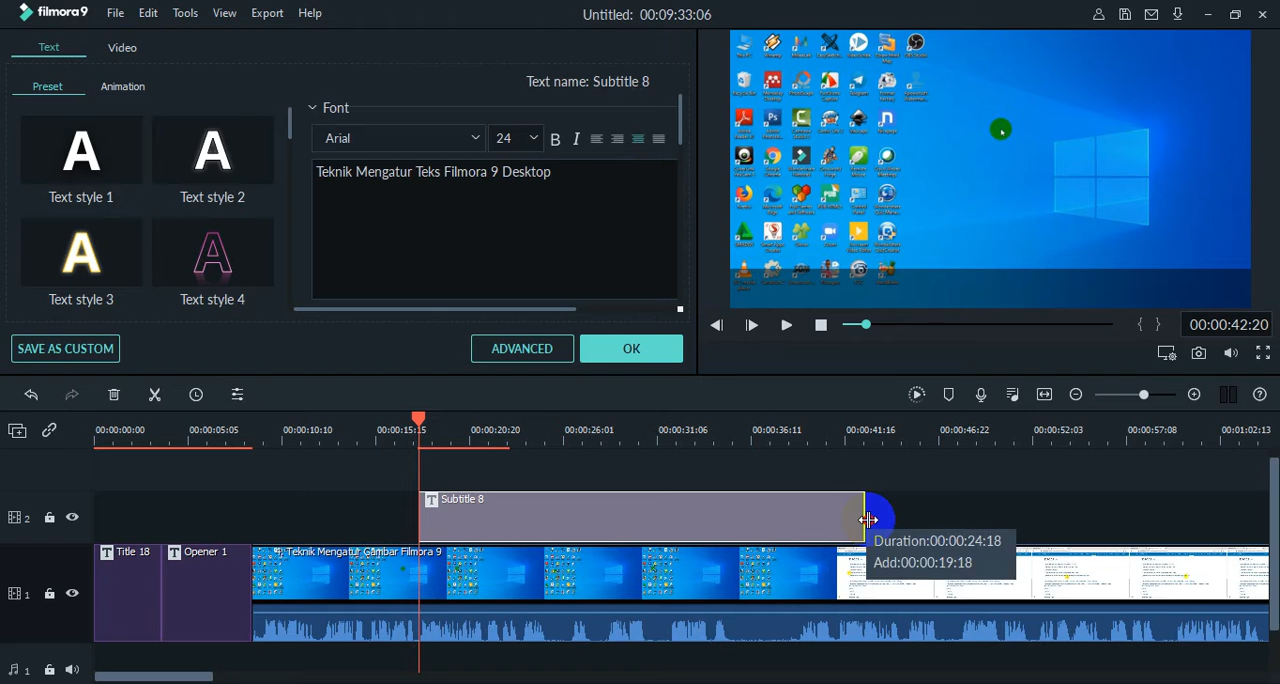 filmora9 File Edit Tools View Export Help Untitled: 00:09:33:06
Text Video
Preset Animation Text name: Subtitle 8
Font
Arial 24 B I
Teknik Mengatur Teks Filmora 9 Desktop
A A
Text style 1 Text style 2
A A
Text style 3 Text style 4
SAVE AS CUSTOM ADVANCED OK
00:00:42:20
00:00:00:00 00:00:05:05 00:00:10:10 00:00:15:15 00:00:20:20 00:00:26:01 00:00:31:06 00:00:36:11 00:00:41:16 00:00:46:22 00:00:52:03 00:00:57:08 00:01:02:13
T Subtitle 8
2
Duration:00:00:24:18
Add:00:00:19:18
T Title 18 T Opener 1 Teknik Mengatur Gambar Filmora 9
1
1